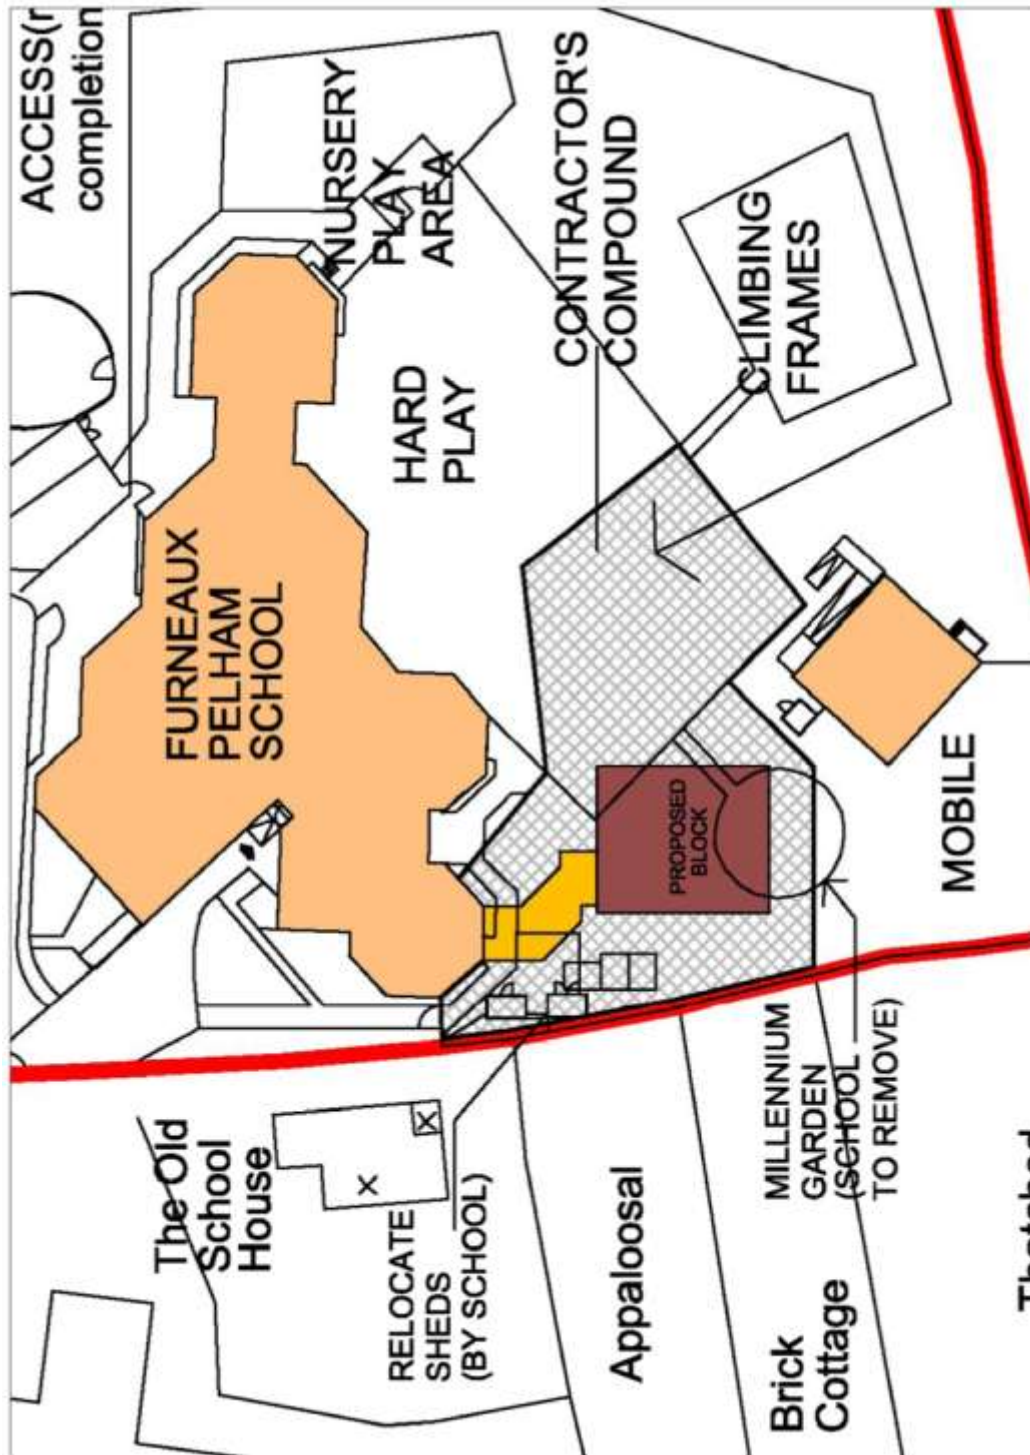 ACCESS(r
completion
NURSERY
PLAY
AREA
CONTRACTOR'S
COMPOUND
CLIMBING
FRAMES
HARD
PLAY
FURNEAUX
PELHAM
SCHOOL
PROPOSED
BLOCK
MOBILE
The Old
School
House
RELOCATE
SHEDS
(BY SCHOOL)
Appaloosal
MILLENNIUM
GARDEN
(SCHOOL
TO REMOVE)
Brick
Cottage